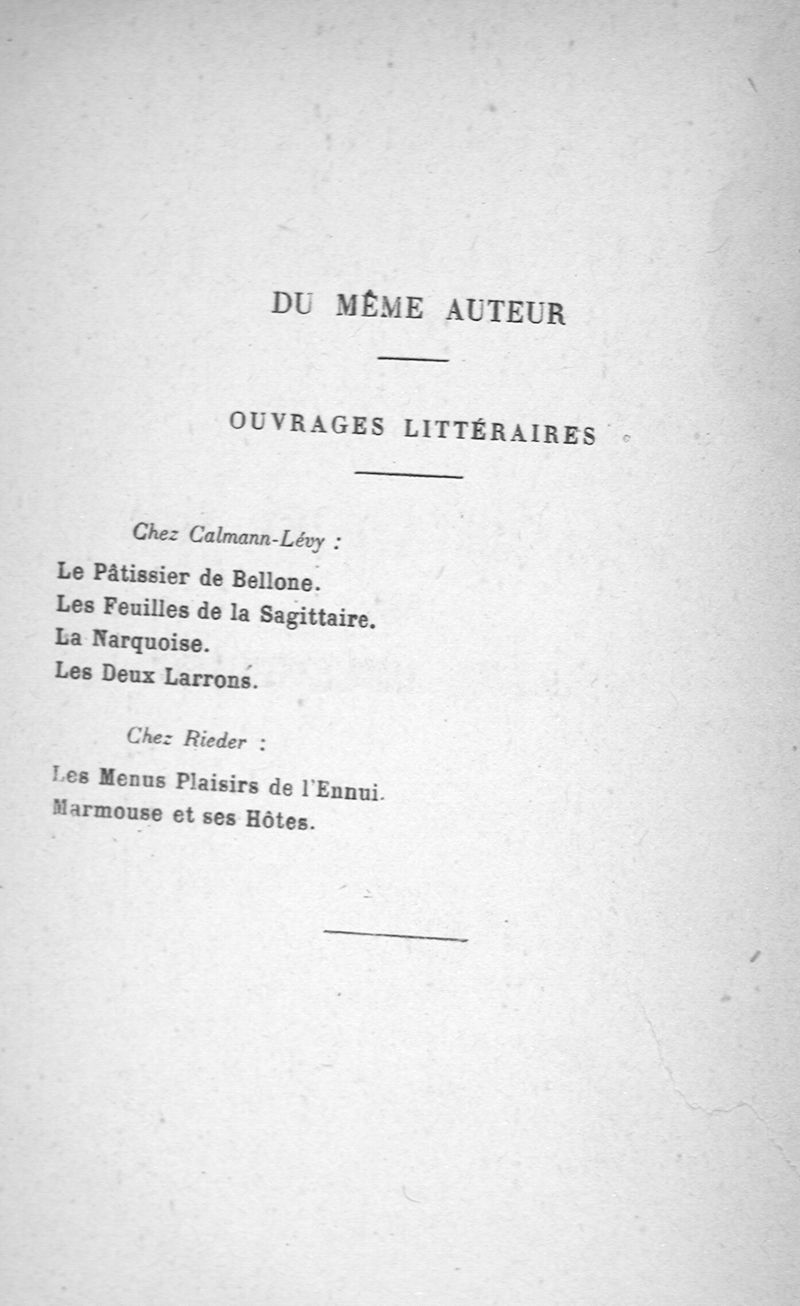 DU MÊME AUTEUR
OUVRAGES LITTÉRAIRES
Chez Calmann-Lévy :
Le Pâtissier de Bellone.
Les Feuilles de la Sagittaire.
La Narquoise.
Les Deux Larrons.
Chez Rieder :
Les Menus Plaisirs de l'Ennui.
Marmouse et ses Hôtes.